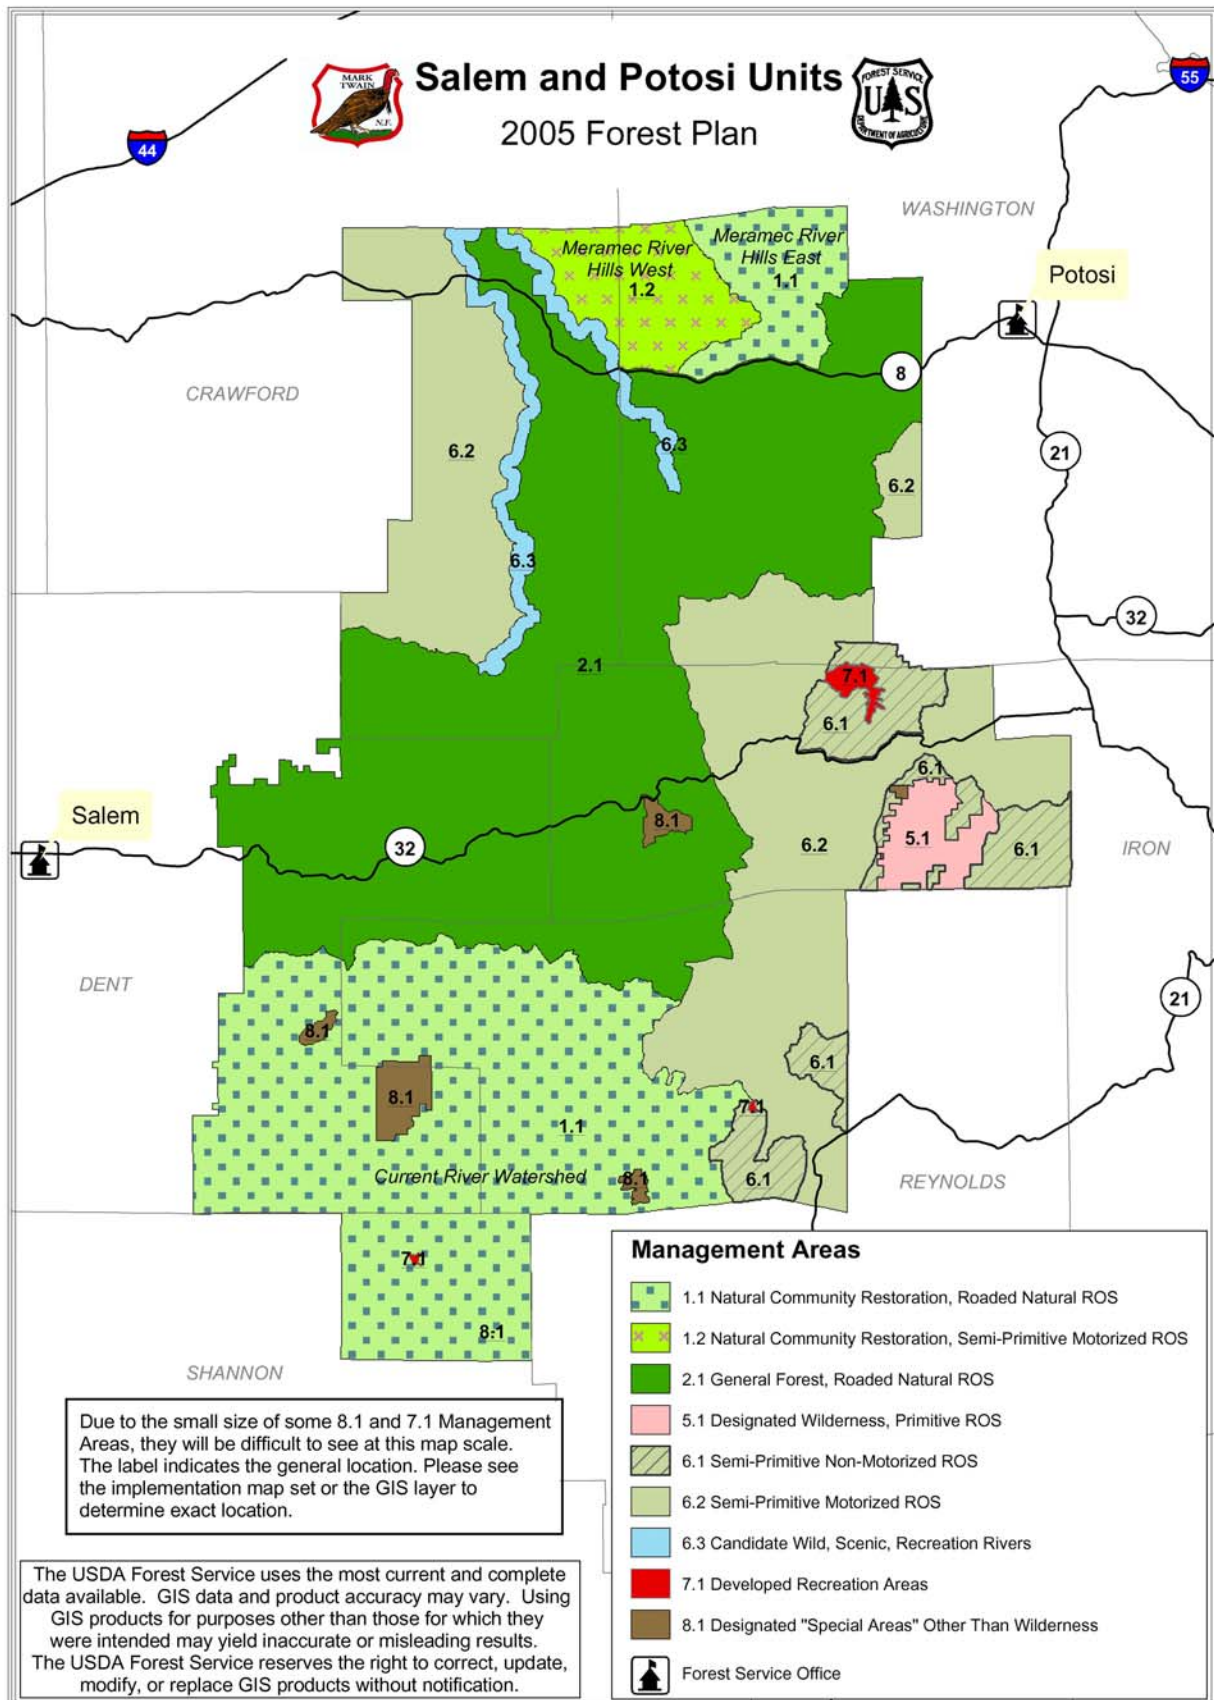 MARK
TWAIN
N.F.
Salem and Potosi Units
2005 Forest Plan
FOREST SERVICE
U S
DEPARTMENT OF AGRICULTURE
55
44
WASHINGTON
Meramec River
Hills West
1.2
Meramec River
Hills East
1.1
Potosi
8
CRAWFORD
21
6.2
6.3
6.2
6.3
32
2.1
7.1
6.1
6.1
Salem
32
8.1
6.2
5.1
6.1
IRON
DENT
21
8.1
6.1
8.1
7.1
1.1
Current River Watershed
8.1
6.1
REYNOLDS
7.1
8.1
SHANNON
Management Areas
1.1 Natural Community Restoration, Roaded Natural ROS
1.2 Natural Community Restoration, Semi-Primitive Motorized ROS
2.1 General Forest, Roaded Natural ROS
5.1 Designated Wilderness, Primitive ROS
6.1 Semi-Primitive Non-Motorized ROS
6.2 Semi-Primitive Motorized ROS
6.3 Candidate Wild, Scenic, Recreation Rivers
7.1 Developed Recreation Areas
8.1 Designated "Special Areas" Other Than Wilderness
Forest Service Office
Due to the small size of some 8.1 and 7.1 Management
Areas, they will be difficult to see at this map scale.
The label indicates the general location. Please see
the implementation map set or the GIS layer to
determine exact location.
The USDA Forest Service uses the most current and complete
data available. GIS data and product accuracy may vary. Using
GIS products for purposes other than those for which they
were intended may yield inaccurate or misleading results.
The USDA Forest Service reserves the right to correct, update,
modify, or replace GIS products without notification.